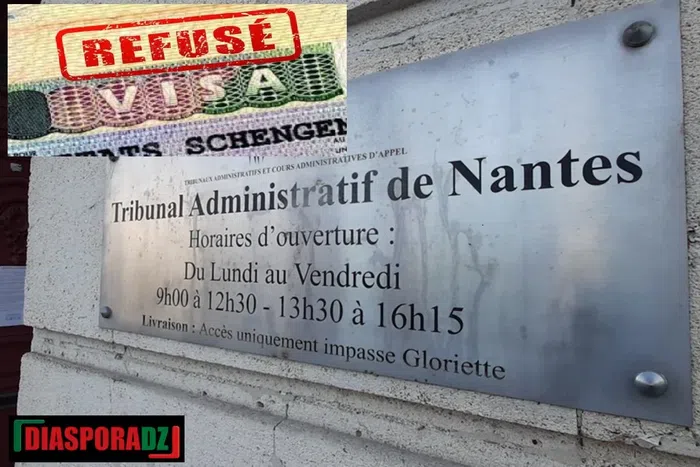 REFUSÉ
VISA
ETATS SCHENGEN
TRIBUNAUX ADMINISTRATIFS ET COURS ADMINISTRATIVES D'APPEL
Tribunal Administratif de Nantes
Horaires d'ouverture :
Du Lundi au Vendredi
9h00 à 12h30 - 13h30 à 16h15
Livraison : Accès uniquement impasse Gloriette
DIASPORADZ